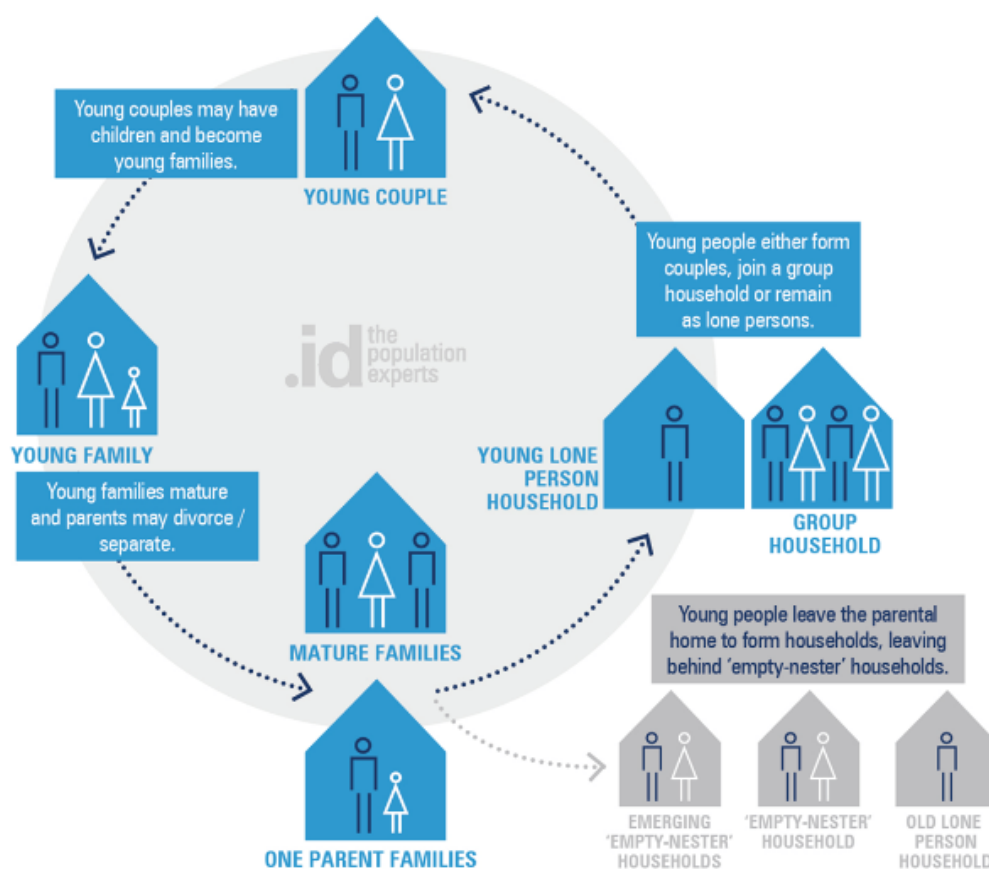 Young couples may have
children and become
young families.
YOUNG COUPLE
Young people either form
couples, join a group
household or remain
as lone persons.
.id the
population
experts
YOUNG FAMILY
YOUNG LONE
PERSON
HOUSEHOLD
GROUP
HOUSEHOLD
Young families mature
and parents may divorce /
separate.
MATURE FAMILIES
Young people leave the parental
home to form households, leaving
behind ‘empty-nester’ households.
ONE PARENT FAMILIES
EMERGING
‘EMPTY-NESTER’
HOUSEHOLDS
‘EMPTY-NESTER’
HOUSEHOLD
OLD LONE
PERSON
HOUSEHOLD